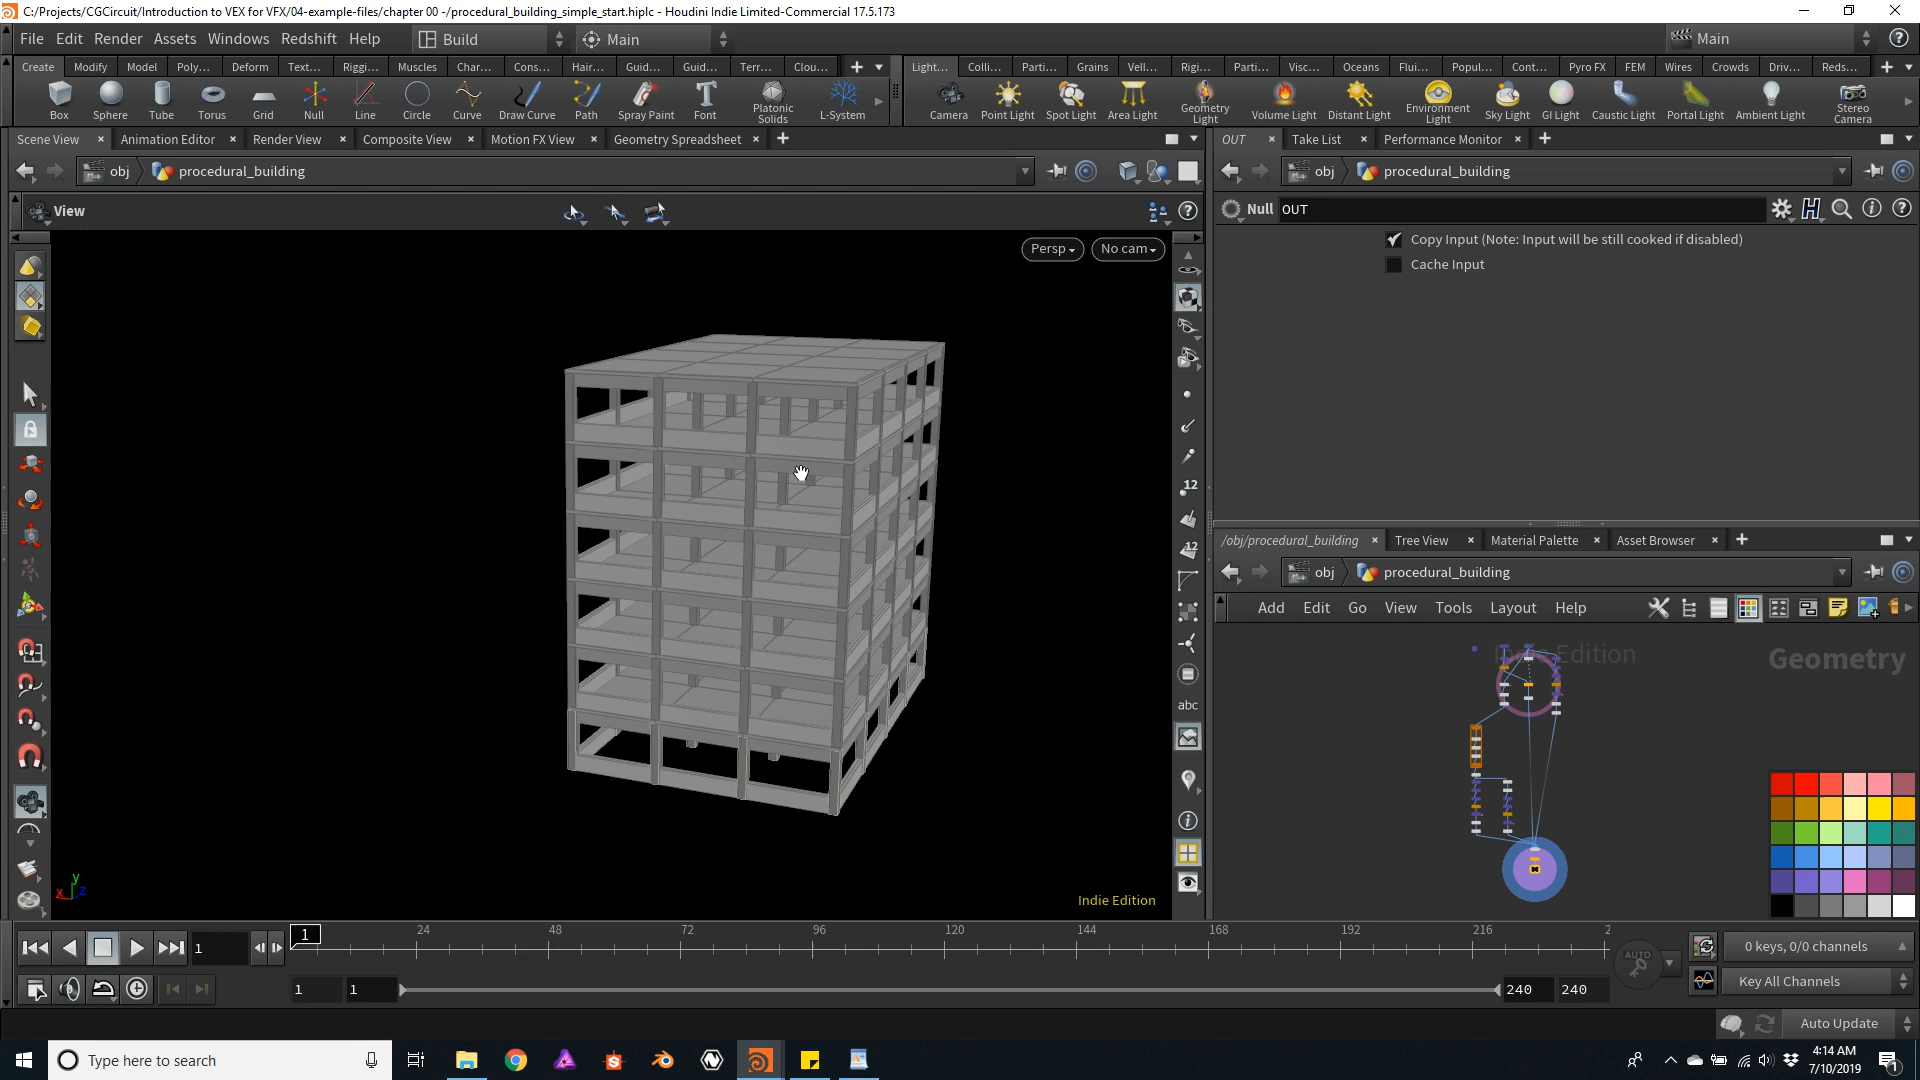 C:/Projects/CGCircuit/Introduction to VEX for VFX/04-example-files/chapter 00 -/procedural_building_simple_start.hiplc - Houdini Indie Limited-Commercial 17.5.173
File Edit Render Assets Windows Redshift Help Build Main Main
Create Modify Model Poly... Deform Text... Riggi... Muscles Char... Cons... Hair... Guid... Guid... Terr... Clou...
Light... Colli... Parti... Grains Vell... Rigi... Parti... Visc... Oceans Flui... Popul... Cont... Pyro FX FEM Wires Crowds Driv... Reds...
Box Sphere Tube Torus Grid Null Line Circle Curve Draw Curve Path Spray Paint Font Platonic Solids L-System
Camera Point Light Spot Light Area Light Geometry Light Volume Light Distant Light Environment Light Sky Light GI Light Caustic Light Portal Light Ambient Light Stereo Camera
Scene View Animation Editor Render View Composite View Motion FX View Geometry Spreadsheet
OUT Take List Performance Monitor
obj procedural_building
obj procedural_building
View
Null OUT
Copy Input (Note: Input will be still cooked if disabled)
Cache Input
Persp No cam
12
12
abc
/obj/procedural_building Tree View Material Palette Asset Browser
obj procedural_building
Add Edit Go View Tools Layout Help
Edition
Geometry
y
x z
Indie Edition
1 1 24 48 72 96 120 144 168 192 216 2
AUTO
0 keys, 0/0 channels
1 1 240 240
Key All Channels
Auto Update
Type here to search
4:14 AM
7/10/2019
1